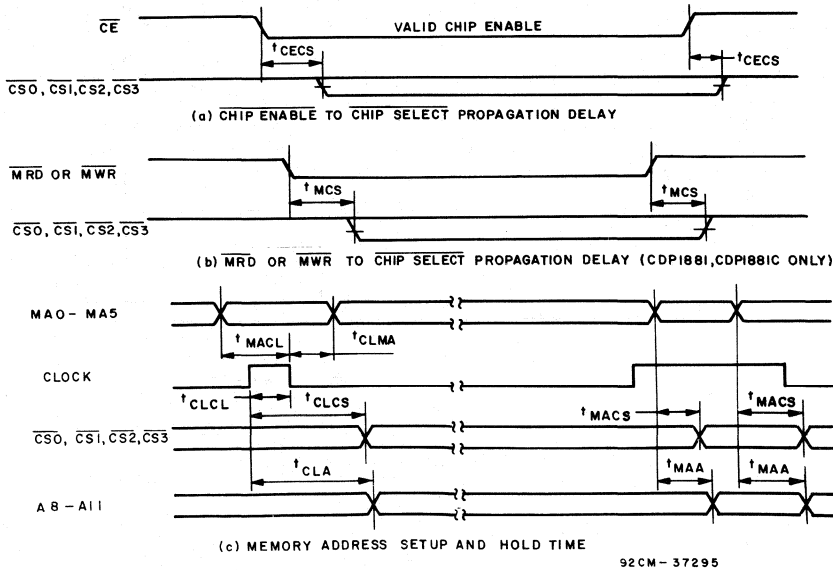 CE VALID CHIP ENABLE
tCECS
tCECS
CS0, CS1, CS2, CS3
(a) CHIP ENABLE TO CHIP SELECT PROPAGATION DELAY
MRD OR MWR
tMCS
tMCS
CS0, CS1, CS2, CS3
(b) MRD OR MWR TO CHIP SELECT PROPAGATION DELAY (CDP1881, CDP1881C ONLY)
MA0-MA5
tMACL
tCLMA
CLOCK
tCLCL
tCLCS
tMACS
tMACS
CS0, CS1, CS2, CS3
tCLA
tMAA
tMAA
A8-A11
(c) MEMORY ADDRESS SETUP AND HOLD TIME
92CM-37295